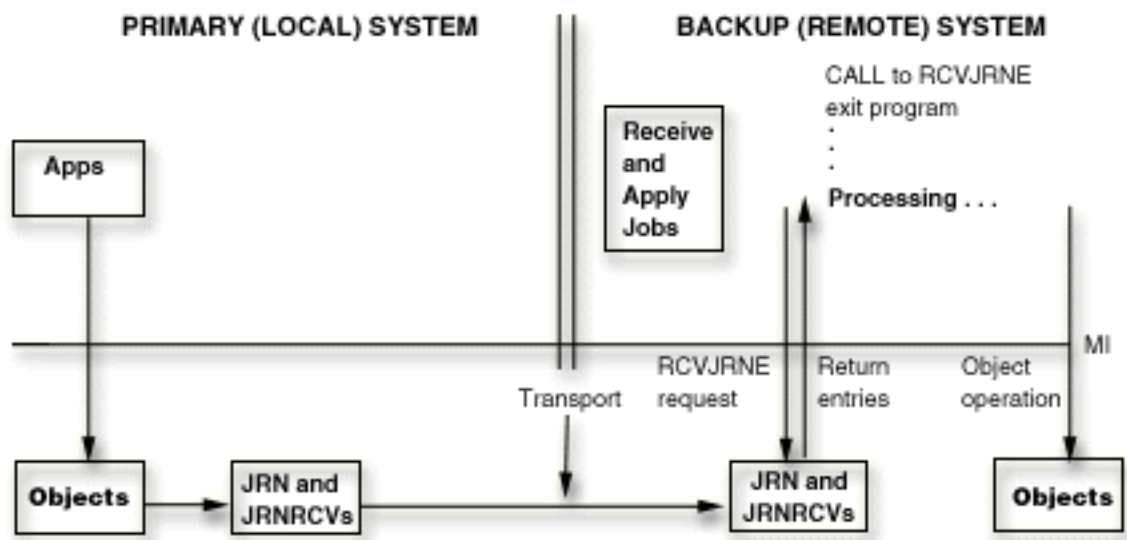 PRIMARY (LOCAL) SYSTEM
BACKUP (REMOTE) SYSTEM
CALL to RCVJRNE
exit program
.
.
.
Processing . . .
Receive
and
Apply
Jobs
Apps
MI
RCVJRNE
request
Return
entries
Object
operation
Transport
Objects
JRN and
JRNRCVs
JRN and
JRNRCVs
Objects